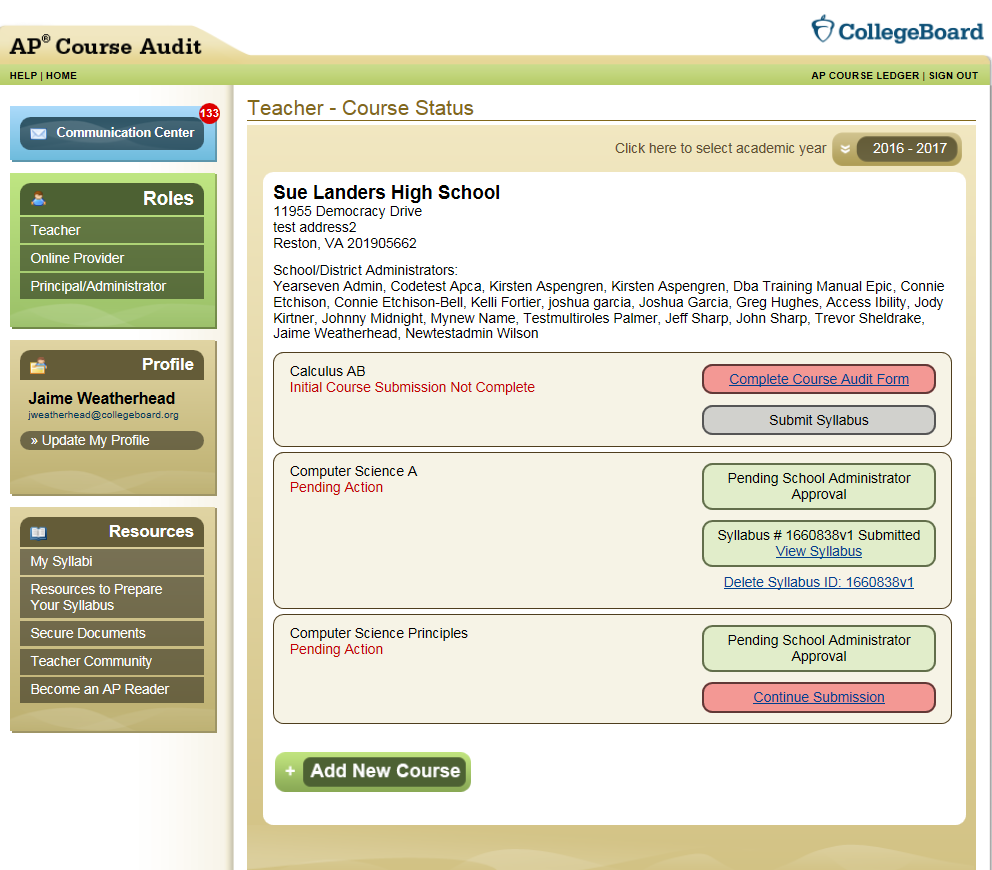 AP® Course Audit
CollegeBoard
HELP | HOME
AP COURSE LEDGER | SIGN OUT
133
Communication Center
Roles
Teacher
Online Provider
Principal/Administrator
Profile
Jaime Weatherhead
jweatherhead@collegeboard.org
» Update My Profile
Resources
My Syllabi
Resources to Prepare
Your Syllabus
Secure Documents
Teacher Community
Become an AP Reader
Teacher - Course Status
Click here to select academic year
2016 - 2017
Sue Landers High School
11955 Democracy Drive
test address2
Reston, VA 201905662
School/District Administrators:
Yearseven Admin, Codetest Apca, Kirsten Aspengren, Kirsten Aspengren, Dba Training Manual Epic, Connie
Etchison, Connie Etchison-Bell, Kelli Fortier, joshua garcia, Joshua Garcia, Greg Hughes, Access Ibility, Jody
Kirtner, Johnny Midnight, Mynew Name, Testmultiroles Palmer, Jeff Sharp, John Sharp, Trevor Sheldrake,
Jaime Weatherhead, Newtestadmin Wilson
Calculus AB
Initial Course Submission Not Complete
Complete Course Audit Form
Submit Syllabus
Computer Science A
Pending Action
Pending School Administrator
Approval
Syllabus # 1660838v1 Submitted
View Syllabus
Delete Syllabus ID: 1660838v1
Computer Science Principles
Pending Action
Pending School Administrator
Approval
Continue Submission
+ Add New Course